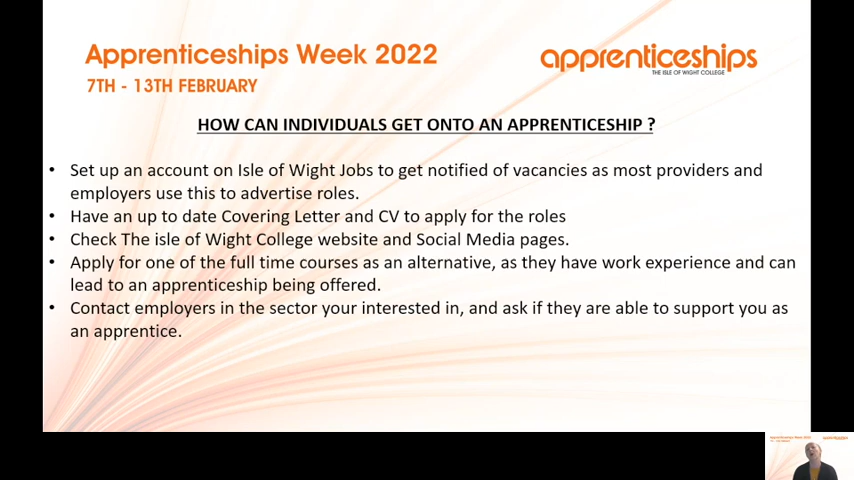 Apprenticeships Week 2022
7TH - 13TH FEBRUARY
apprenticeships
THE ISLE OF WIGHT COLLEGE
HOW CAN INDIVIDUALS GET ONTO AN APPRENTICESHIP ?
• Set up an account on Isle of Wight Jobs to get notified of vacancies as most providers and
employers use this to advertise roles.
• Have an up to date Covering Letter and CV to apply for the roles
• Check The isle of Wight College website and Social Media pages.
• Apply for one of the full time courses as an alternative, as they have work experience and can
lead to an apprenticeship being offered.
• Contact employers in the sector your interested in, and ask if they are able to support you as
an apprentice.
Apprenticeships Week 2022